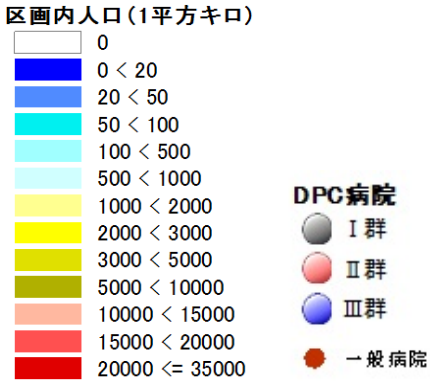 区画内人口(1平方キロ)
0
0 < 20
20 < 50
50 < 100
100 < 500
500 < 1000
1000 < 2000
2000 < 3000
3000 < 5000
5000 < 10000
10000 < 15000
15000 < 20000
20000 <= 35000
DPC病院
Ⅰ群
Ⅱ群
Ⅲ群
一般病院